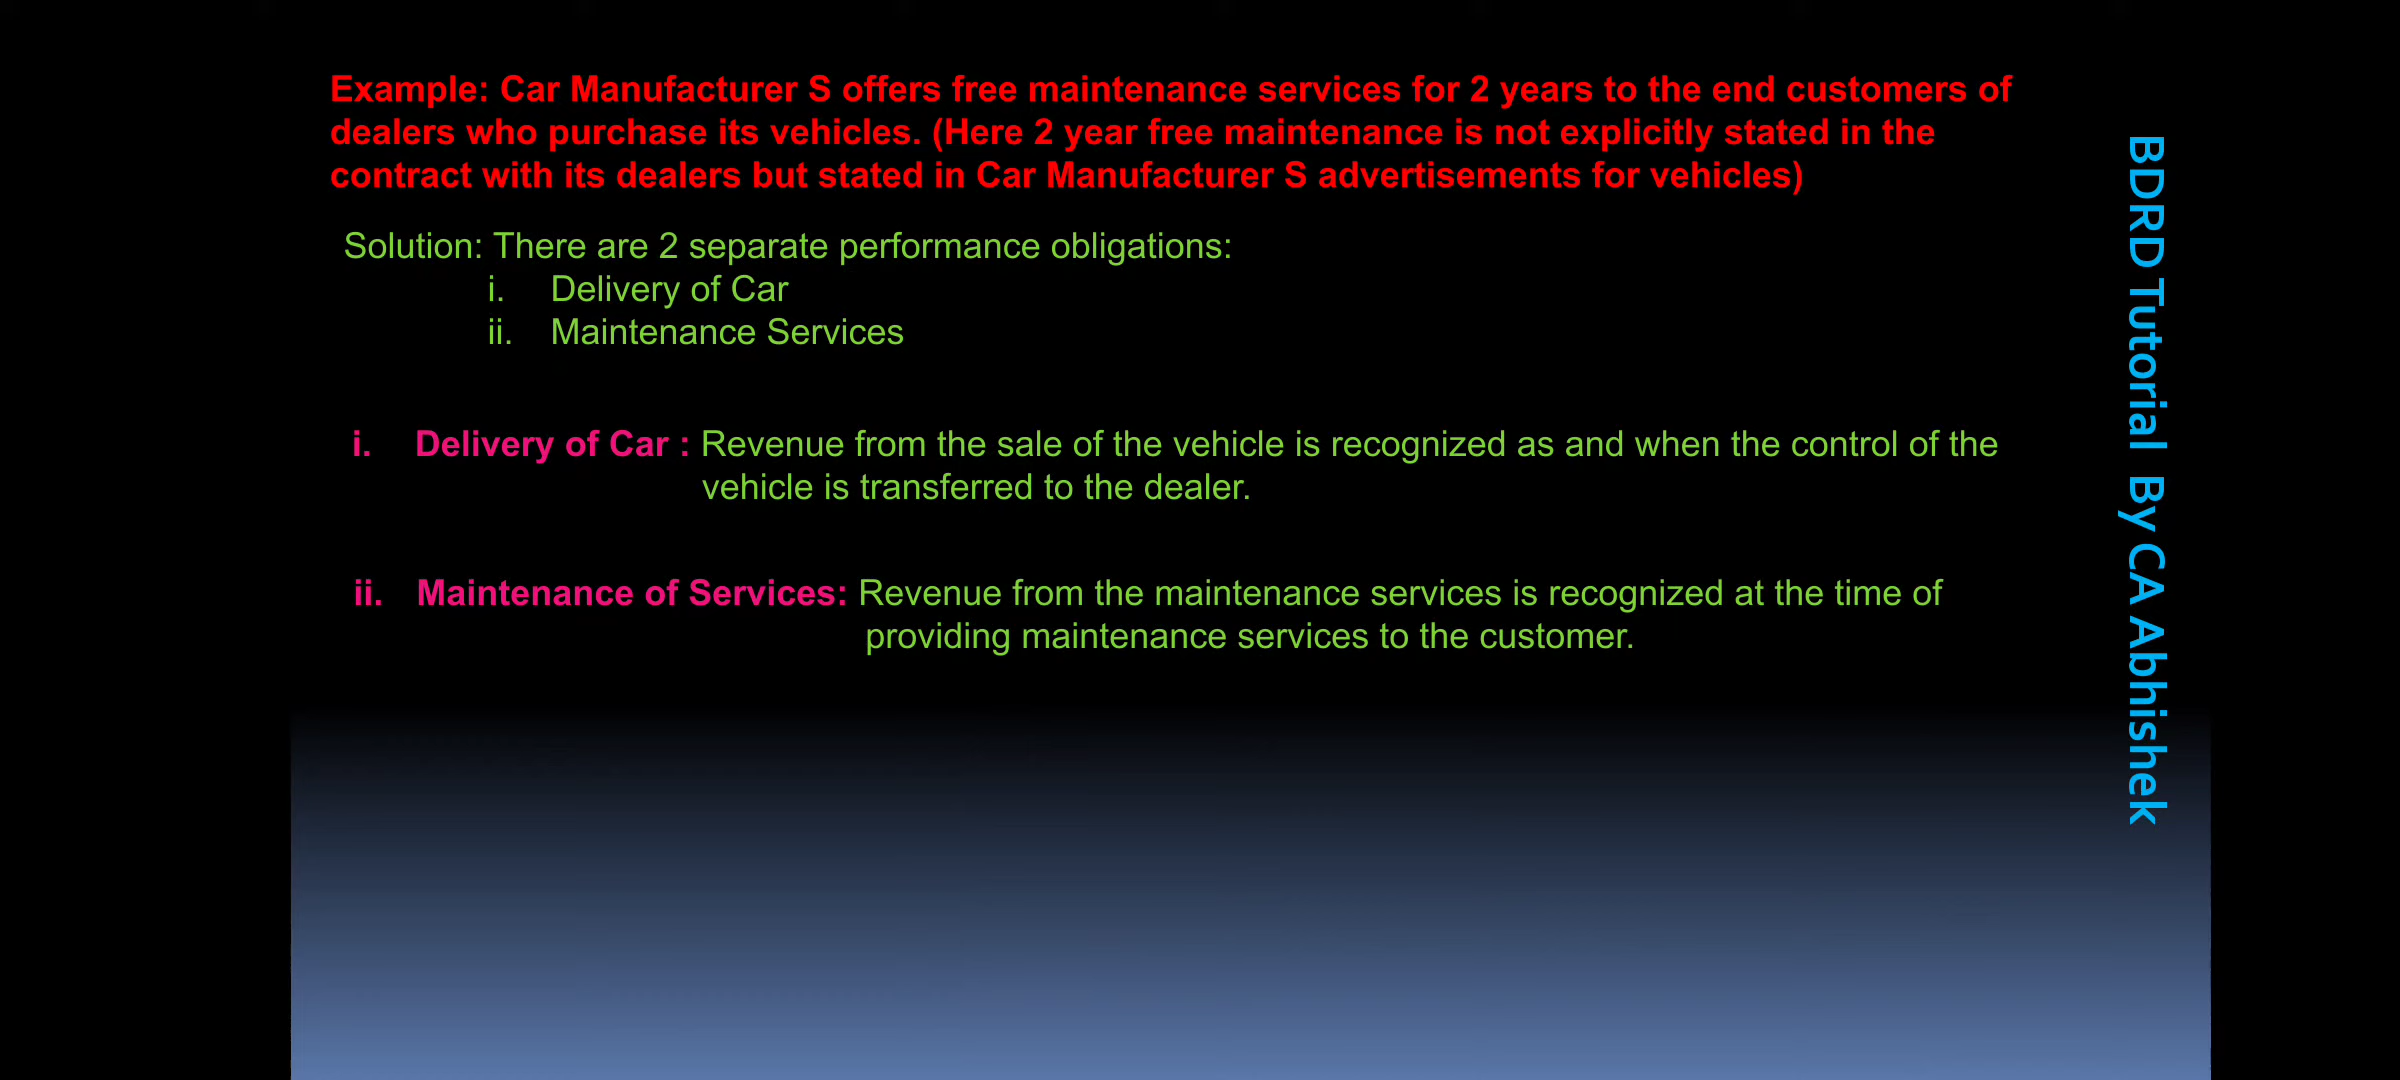 Example: Car Manufacturer S offers free maintenance services for 2 years to the end customers of
dealers who purchase its vehicles. (Here 2 year free maintenance is not explicitly stated in the
contract with its dealers but stated in Car Manufacturer S advertisements for vehicles)
Solution: There are 2 separate performance obligations:
i. Delivery of Car
ii. Maintenance Services
i. Delivery of Car : Revenue from the sale of the vehicle is recognized as and when the control of the
vehicle is transferred to the dealer.
ii. Maintenance of Services: Revenue from the maintenance services is recognized at the time of
providing maintenance services to the customer.
BDRD Tutorial By CA Abhishek